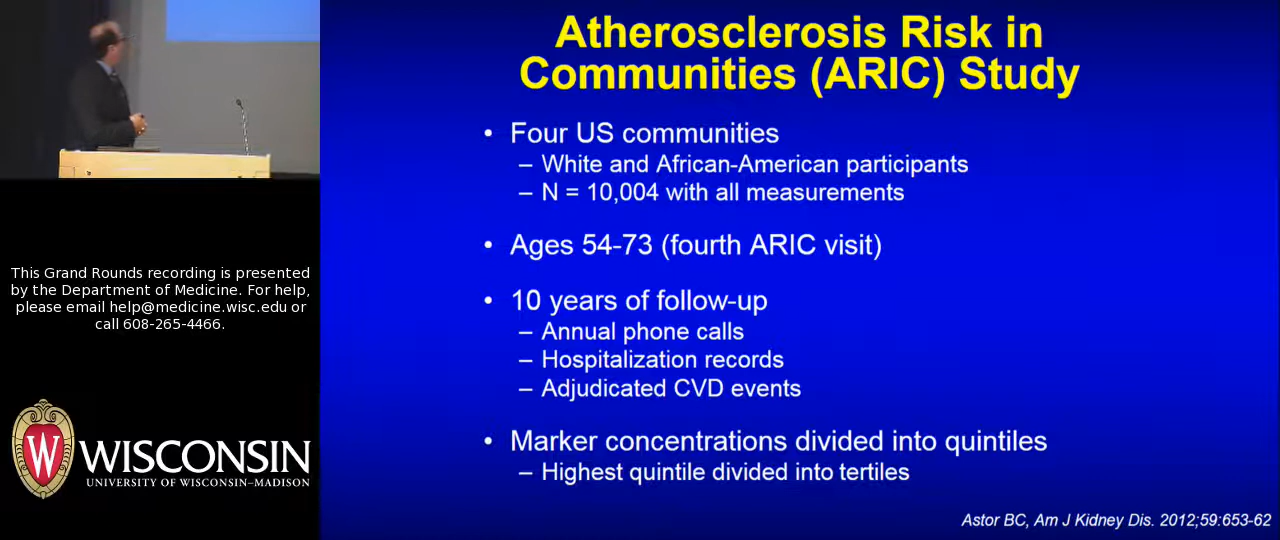 Atherosclerosis Risk in
Communities (ARIC) Study
• Four US communities
– White and African-American participants
– N = 10,004 with all measurements
• Ages 54-73 (fourth ARIC visit)
• 10 years of follow-up
– Annual phone calls
– Hospitalization records
– Adjudicated CVD events
• Marker concentrations divided into quintiles
– Highest quintile divided into tertiles
Astor BC, Am J Kidney Dis. 2012;59:653-62
This Grand Rounds recording is presented
by the Department of Medicine. For help,
please email help@medicine.wisc.edu or
call 608-265-4466.
W
WISCONSIN
UNIVERSITY OF WISCONSIN–MADISON